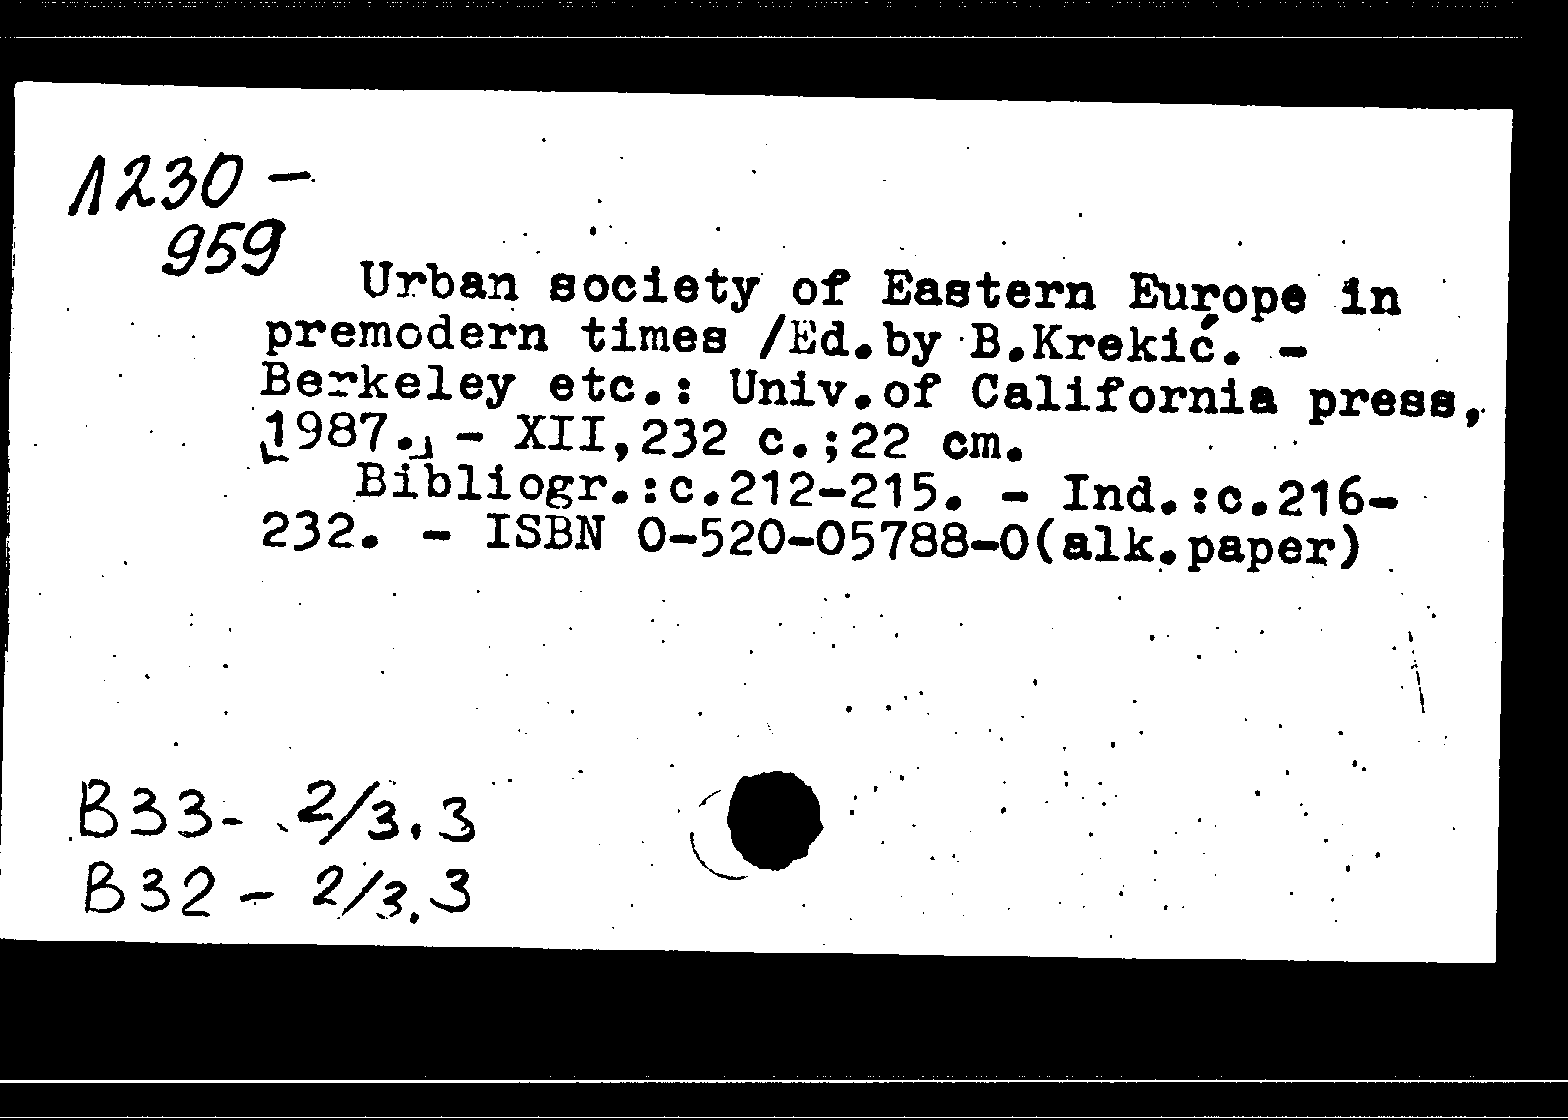 1230-
959
Urban society of Eastern Europe in
premodern times /Ed.by B.Krekić. -
Berkeley etc.: Univ.of California press,
1987. - XII,232 c.;22 cm.
Bibliogr.:c.212-215. - Ind.:c.216-
232. - ISBN 0-520-05788-0(alk.paper)
B33- 2/3.3
B32 - 2/3.3